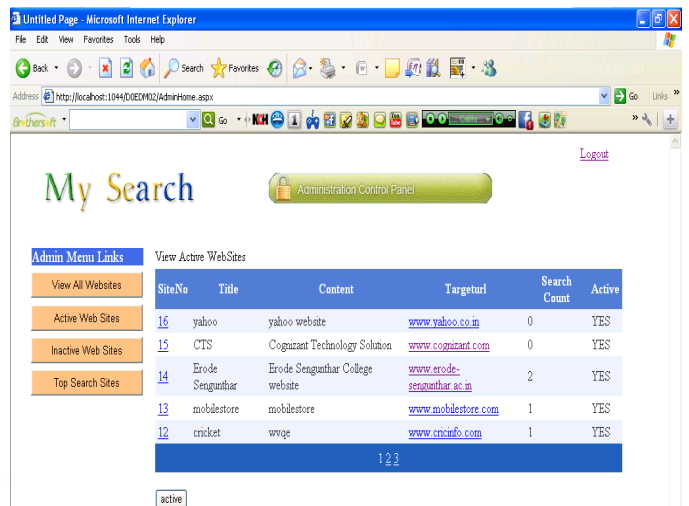 Untitled Page - Microsoft Internet Explorer
File Edit View Favorites Tools Help
Back Search Favorites
Address http://localhost:1044/D0EDM02/AdminHome.aspx Go Links »
Brothersoft Go »
Logout
My Search
Administration Control Panel
Admin Menu Links
View All Websites
Active Web Sites
Inactive Web Sites
Top Search Sites
View Active WebSites
SiteNo Title Content Targeturl Search Count Active
16 yahoo yahoo website www.yahoo.co.in 0 YES
15 CTS Cognizant Technology Solution www.cognizant.com 0 YES
14 Erode Sengunthar Erode Sengunthar College website www.erode-sengunthar.ac.in 2 YES
13 mobilestore mobilestore www.mobilestore.com 1 YES
12 cricket wvqe www.cricinfo.com 1 YES
1 2 3
active